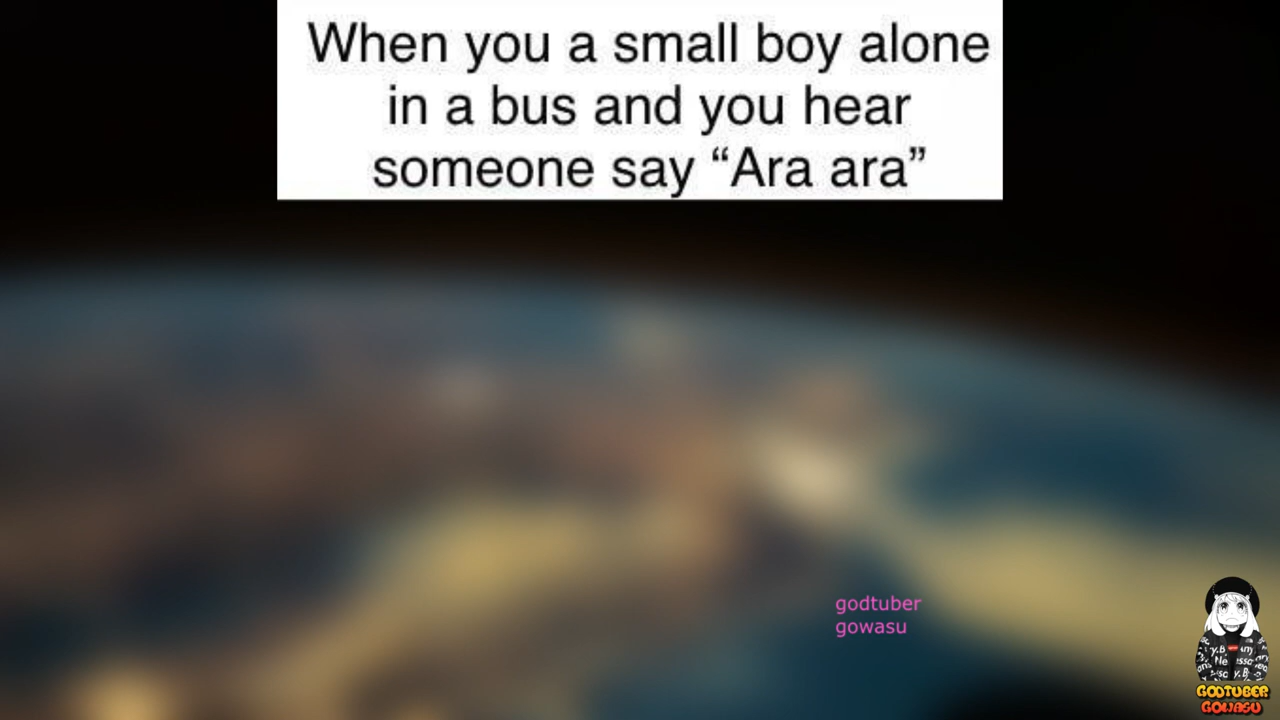 When you a small boy alone
in a bus and you hear
someone say “Ara ara”
godtuber
gowasu
GODTUBER
GOWASU